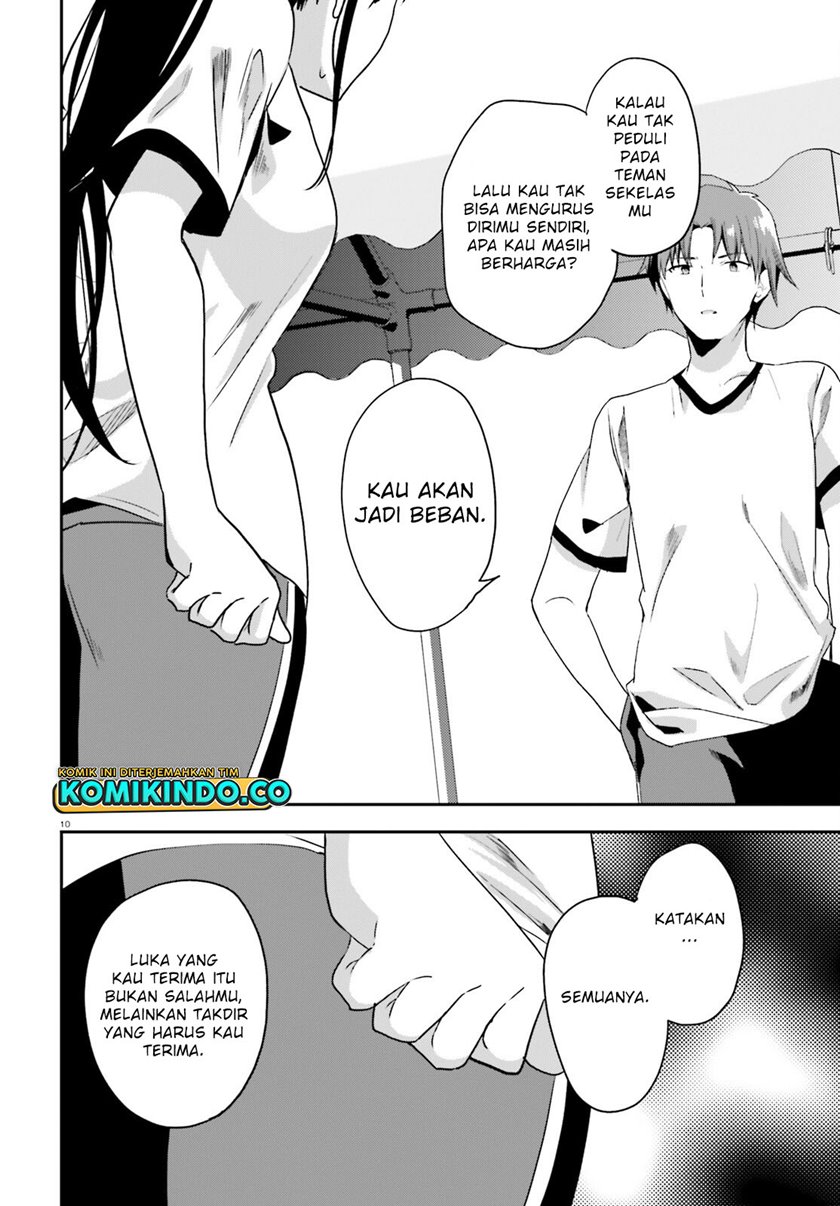 KALAU
KAU TAK
PEDULI
PADA
TEMAN
SEKELAS
MU
LALU KAU TAK
BISA MENGURUS
DIRIMU SENDIRI,
APA KAU MASIH
BERHARGA?
KAU AKAN
JADI BEBAN.
KOMIK INI DITERJEMAHKAN TIM
KOMIKINDO.CO
10
KATAKAN
...
SEMUANYA.
LUKA YANG
KAU TERIMA ITU
BUKAN SALAHMU,
MELAINKAN TAKDIR
YANG HARUS KAU
TERIMA.